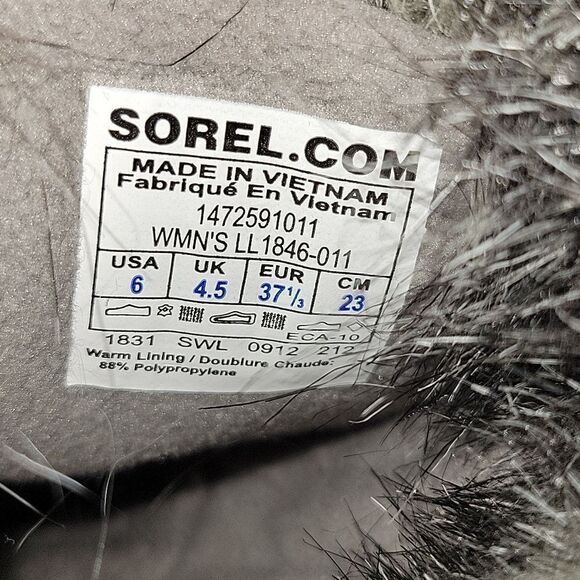 SOREL.COM
MADE IN VIETNAM
Fabriqué En Vietnam
1472591011
WMN'S LL1846-011
USA UK EUR CM
6 4.5 37⅓ 23
ECA-10
1831 SWL 0912 212
Warm Lining / Doublure Chaude:
88% Polypropylene